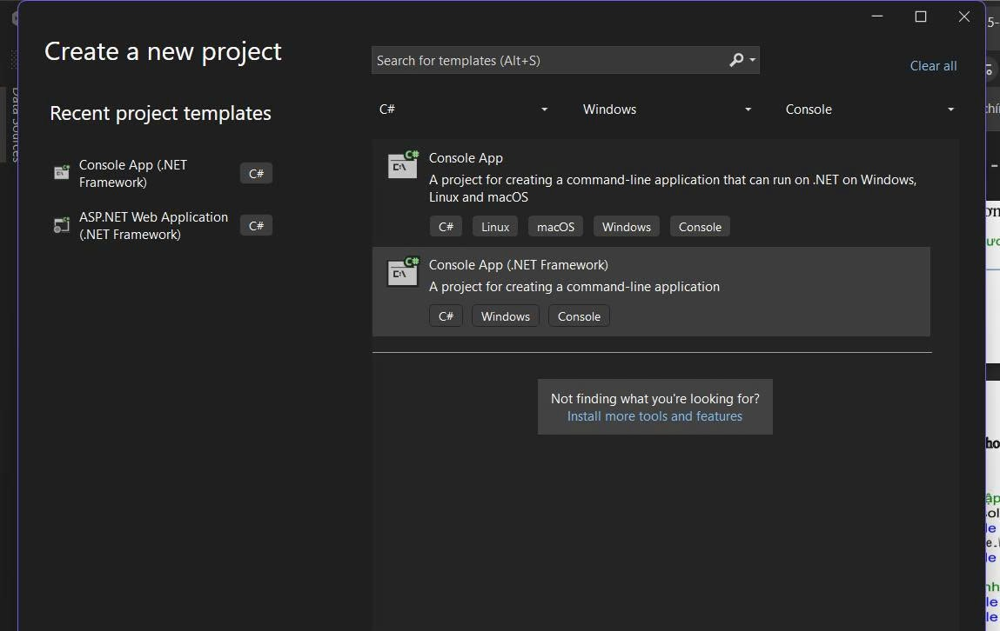 Create a new project
Search for templates (Alt+S)
Clear all
Recent project templates
C#
Windows
Console
Console App (.NET
Framework)
C#
ASP.NET Web Application
(.NET Framework)
C#
Console App
A project for creating a command-line application that can run on .NET on Windows,
Linux and macOS
C#
Linux
macOS
Windows
Console
Console App (.NET Framework)
A project for creating a command-line application
C#
Windows
Console
Not finding what you're looking for?
Install more tools and features
Data Sources